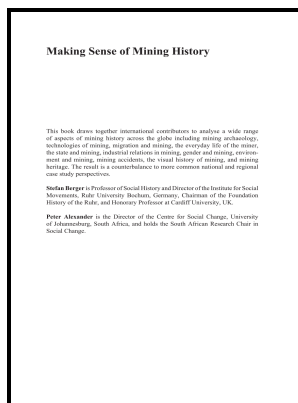 Making Sense of Mining History
This book draws together international contributors to analyse a wide range
of aspects of mining history across the globe including mining archaeology,
technologies of mining, migration and mining, the everyday life of the miner,
the state and mining, industrial relations in mining, gender and mining, environ-
ment and mining, mining accidents, the visual history of mining, and mining
heritage. The result is a counterbalance to more common national and regional
case study perspectives.
Stefan Berger is Professor of Social History and Director of the Institute for Social
Movements, Ruhr University Bochum, Germany, Chairman of the Foundation
History of the Ruhr, and Honorary Professor at Cardiff University, UK.
Peter Alexander is the Director of the Centre for Social Change, University
of Johannesburg, South Africa, and holds the South African Research Chair in
Social Change.